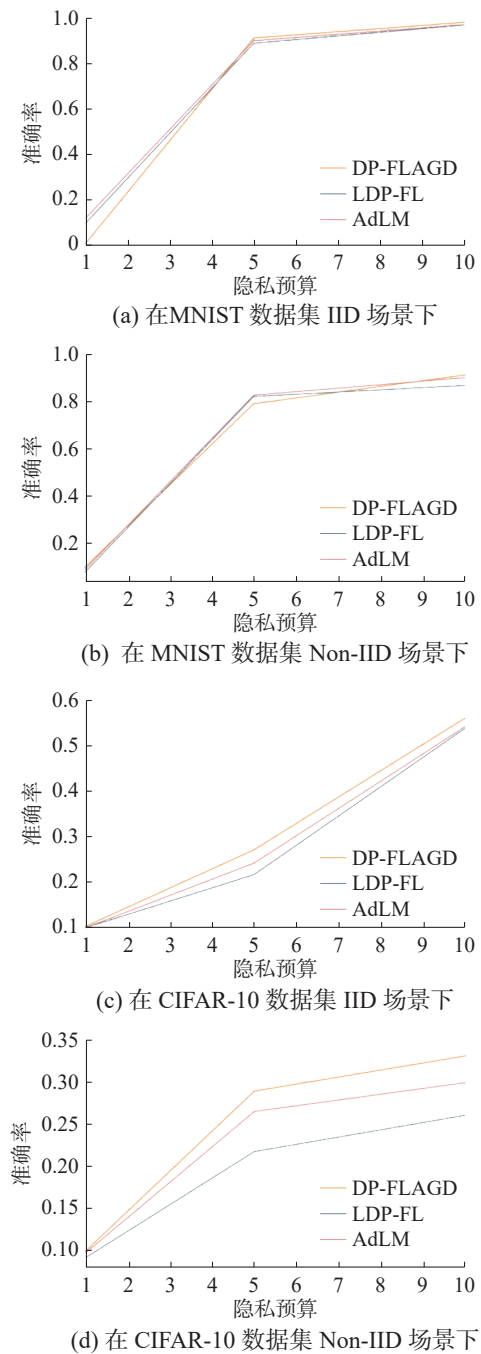 1.0
0.8
0.6
0.4
0.2
0
准确率
DP-FLAGD
LDP-FL
AdLM
1 2 3 4 5 6 7 8 9 10
隐私预算
(a) 在MNIST 数据集 IID 场景下
1.0
0.8
0.6
0.4
0.2
准确率
DP-FLAGD
LDP-FL
AdLM
1 2 3 4 5 6 7 8 9 10
隐私预算
(b) 在 MNIST 数据集 Non-IID 场景下
0.6
0.5
0.4
0.3
0.2
0.1
准确率
DP-FLAGD
LDP-FL
AdLM
1 2 3 4 5 6 7 8 9 10
隐私预算
(c) 在 CIFAR-10 数据集 IID 场景下
0.35
0.30
0.25
0.20
0.15
0.10
准确率
DP-FLAGD
LDP-FL
AdLM
1 2 3 4 5 6 7 8 9 10
隐私预算
(d) 在 CIFAR-10 数据集 Non-IID 场景下